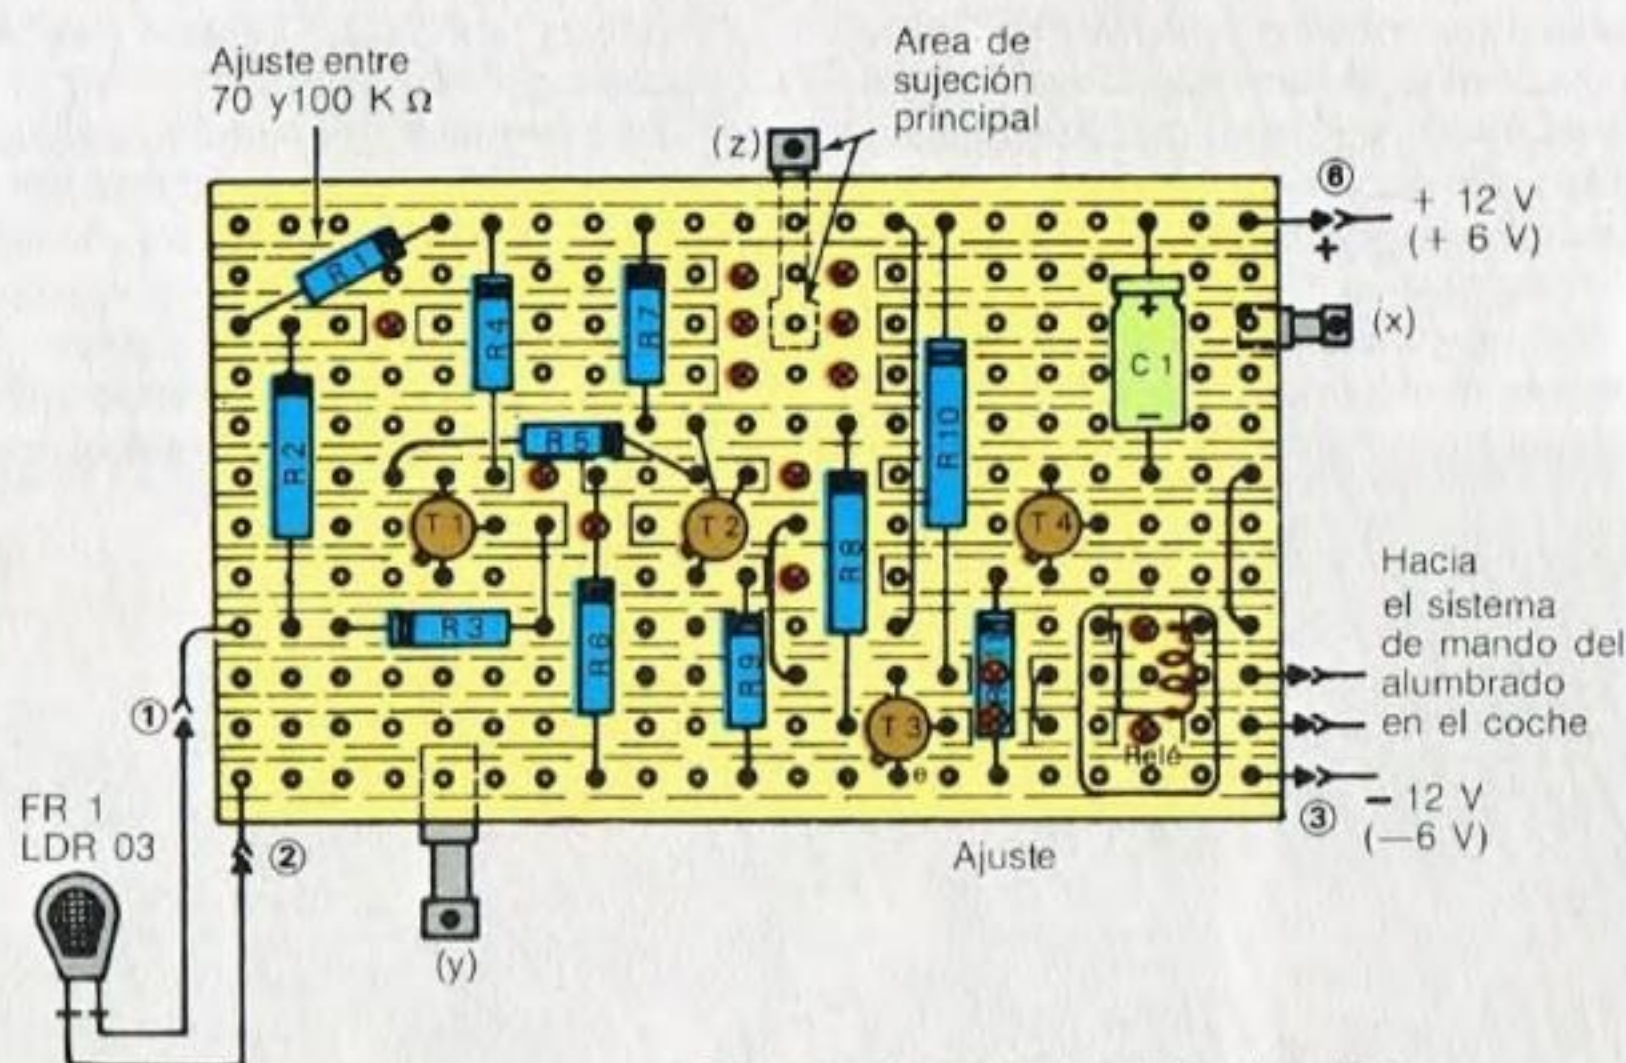 Ajuste entre
70 y100 K Ω
Area de
sujeción
principal
(z)
⑥
+ 12 V
(+ 6 V)
+
(x)
R 1
R 4
R 7
R 2
R 5
R 10
+
C 1
−
T 1
T 2
R 8
T 4
R 3
R 6
R 9
T 3
e
R
Relé
Hacia
el sistema
de mando del
alumbrado
en el coche
①
②
③
− 12 V
(—6 V)
Ajuste
FR 1
LDR 03
(y)